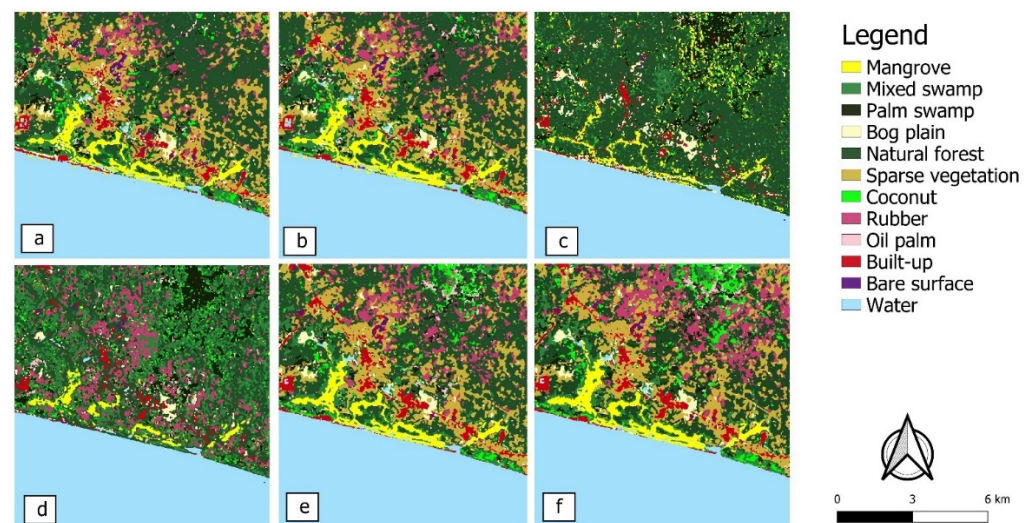 a
b
c
d
e
f
Legend
Mangrove
Mixed swamp
Palm swamp
Bog plain
Natural forest
Sparse vegetation
Coconut
Rubber
Oil palm
Built-up
Bare surface
Water
0 3 6 km